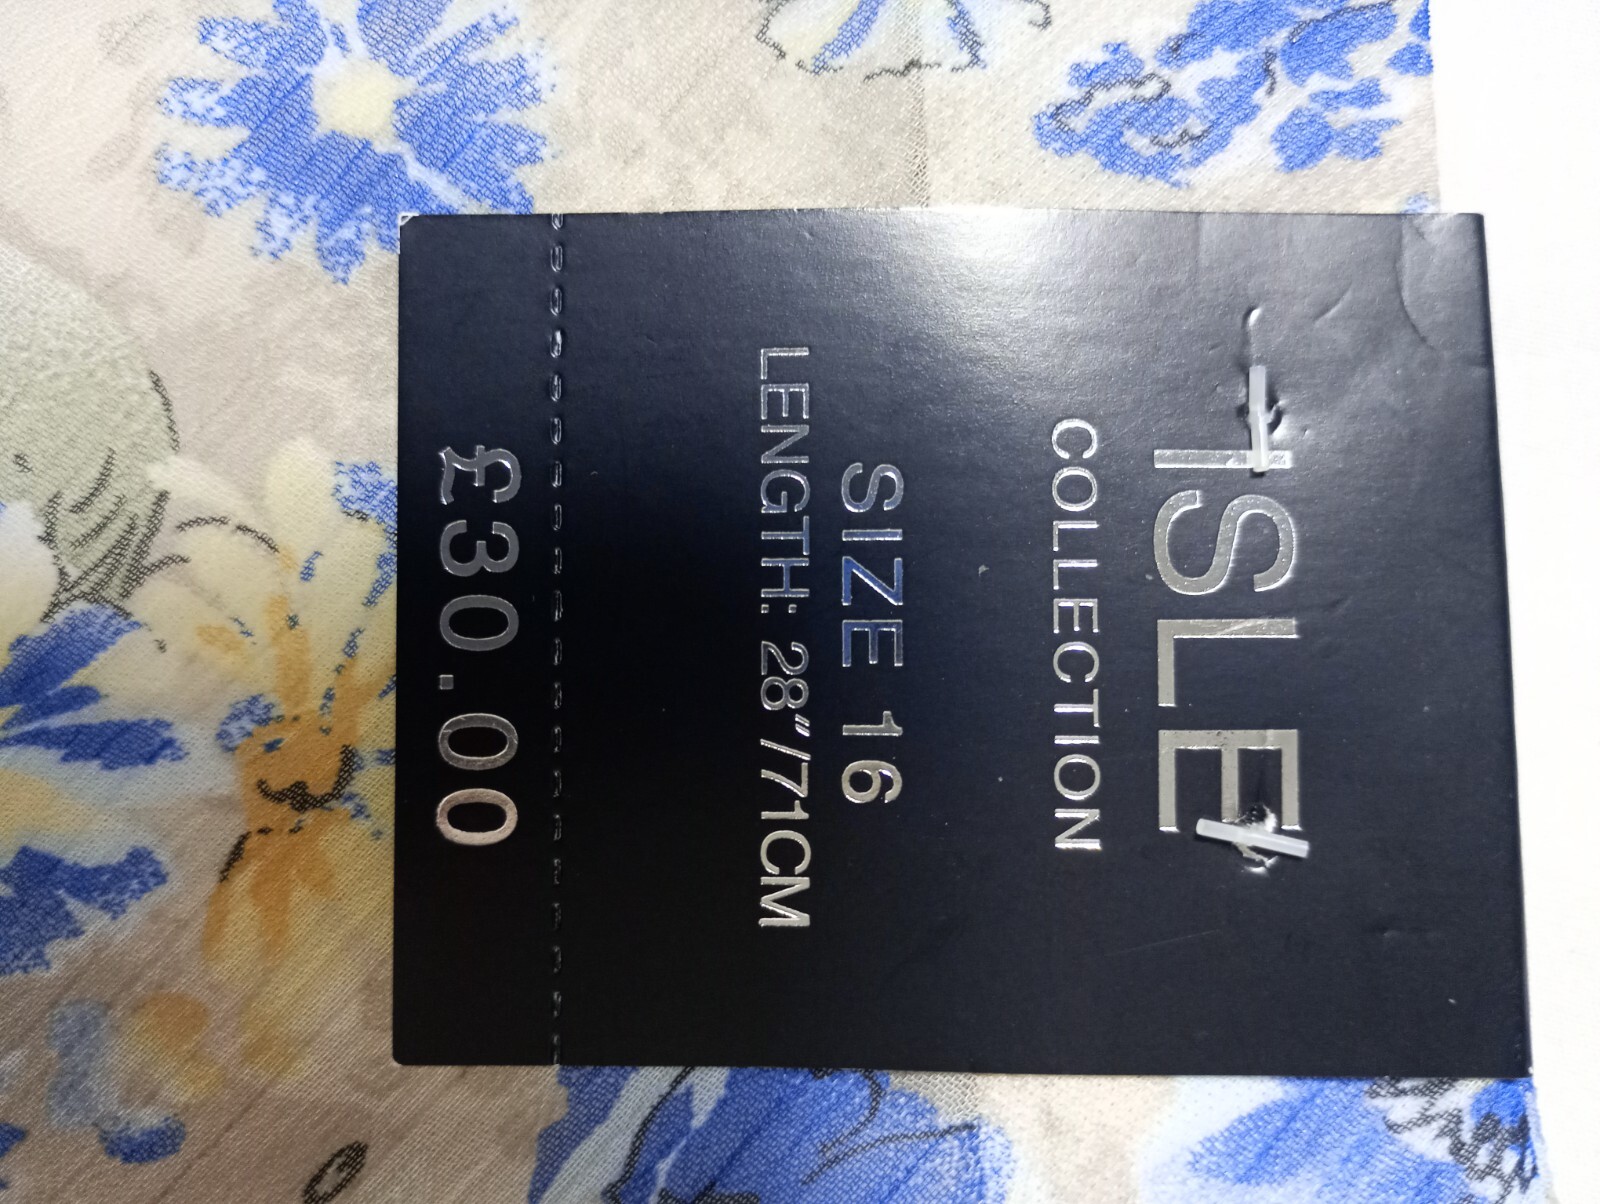 ISLE
COLLECTION
SIZE 16
LENGTH: 28"/71CM
£30.00